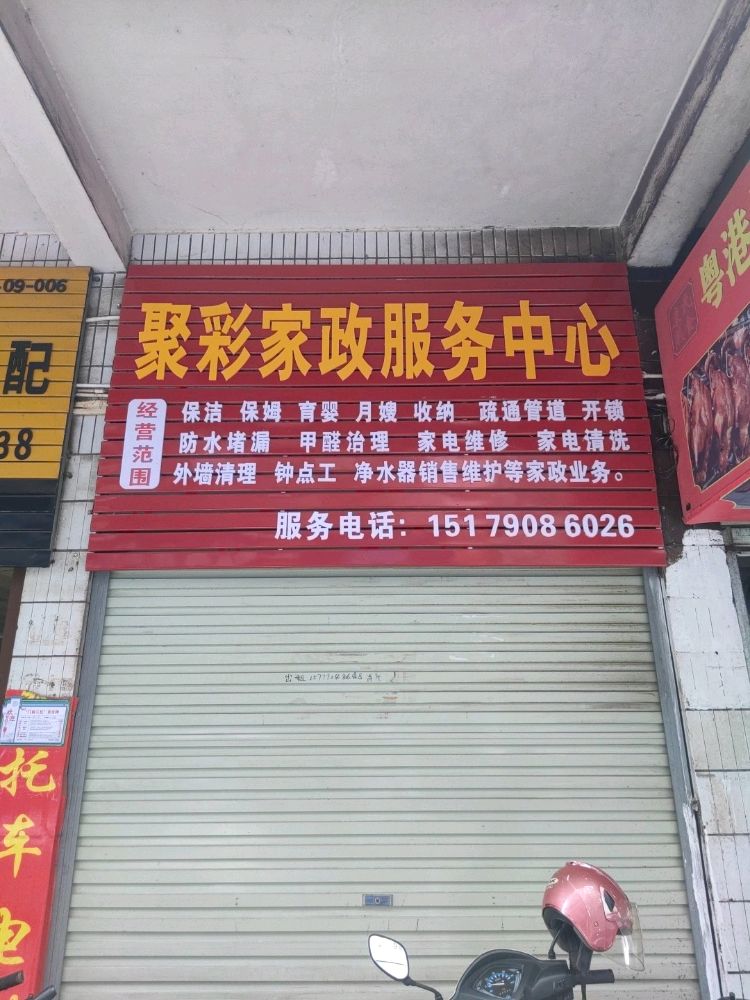 09-006
配
38
聚彩家政服务中心
经营范围
保洁 保姆 育婴 月嫂 收纳 疏通管道 开锁
防水堵漏 甲醛治理 家电维修 家电清洗
外墙清理 钟点工 净水器销售维护等家政业务。
服务电话：151 7908 6026
粤港
出租
托车电